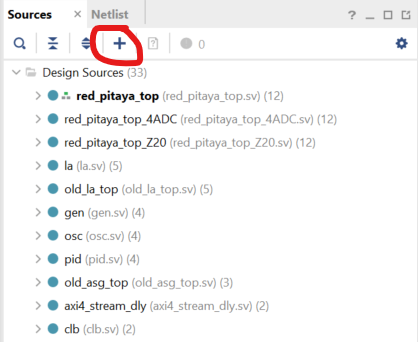 Sources × Netlist ? _ □ ×
0
Design Sources (33)
red_pitaya_top (red_pitaya_top.sv) (12)
red_pitaya_top_4ADC (red_pitaya_top_4ADC.sv) (12)
red_pitaya_top_Z20 (red_pitaya_top_Z20.sv) (12)
la (la.sv) (5)
old_la_top (old_la_top.sv) (5)
gen (gen.sv) (4)
osc (osc.sv) (4)
pid (pid.sv) (4)
old_asg_top (old_asg_top.sv) (3)
axi4_stream_dly (axi4_stream_dly.sv) (2)
clb (clb.sv) (2)